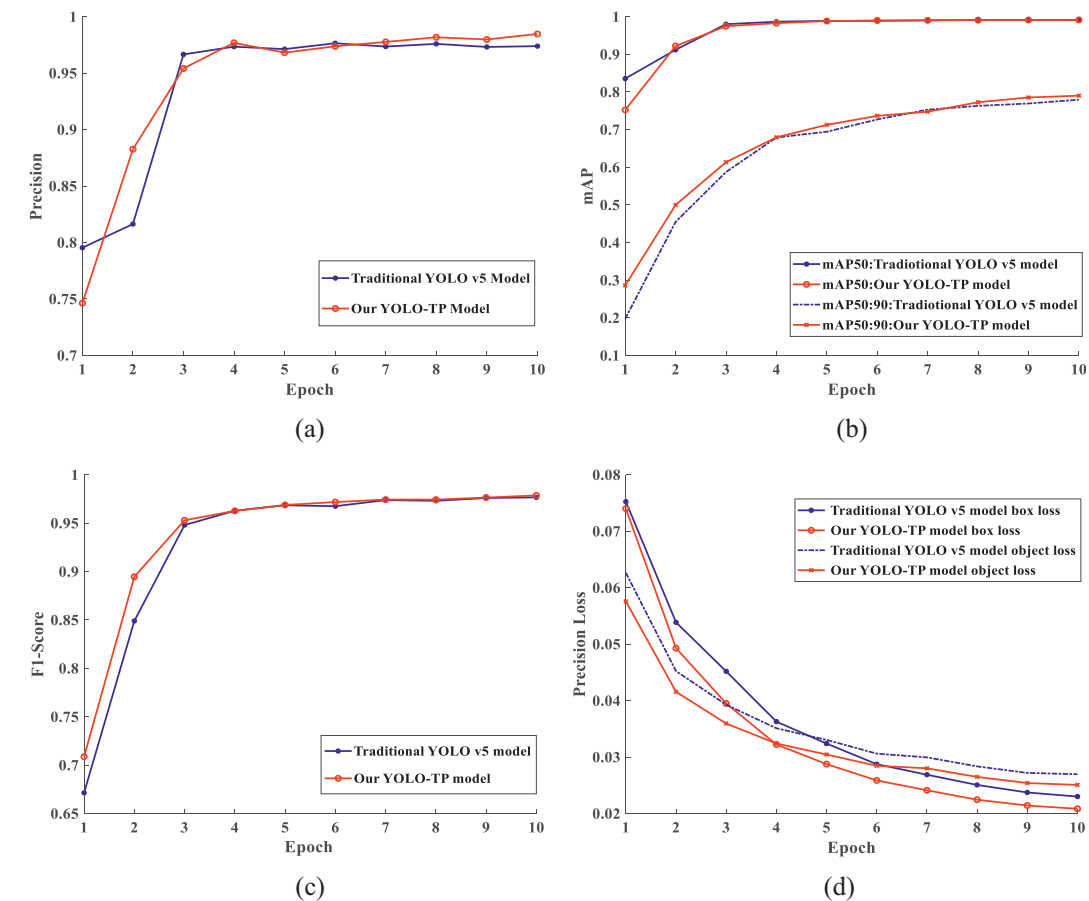 1
0.95
0.9
0.85
0.8
0.75
0.7
Precision
1 2 3 4 5 6 7 8 9 10
Epoch
Traditional YOLO v5 Model
Our YOLO-TP Model
(a)
1
0.9
0.8
0.7
0.6
0.5
0.4
0.3
0.2
0.1
mAP
1 2 3 4 5 6 7 8 9 10
Epoch
mAP50:Tradiotional YOLO v5 model
mAP50:Our YOLO-TP model
mAP50:90:Tradiotional YOLO v5 model
mAP50:90:Our YOLO-TP model
(b)
1
0.95
0.9
0.85
0.8
0.75
0.7
0.65
F1-Score
1 2 3 4 5 6 7 8 9 10
Epoch
Traditional YOLO v5 model
Our YOLO-TP model
(c)
0.08
0.07
0.06
0.05
0.04
0.03
0.02
Precision Loss
1 2 3 4 5 6 7 8 9 10
Epoch
Traditional YOLO v5 model box loss
Our YOLO-TP model box loss
Traditional YOLO v5 model object loss
Our YOLO-TP model object loss
(d)